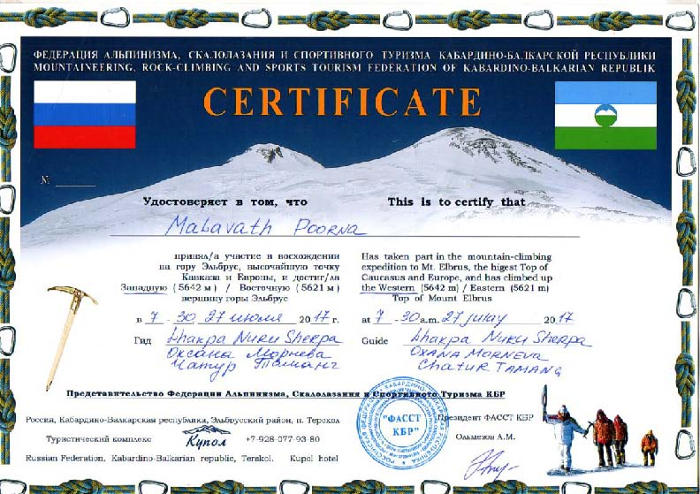 ФЕДЕРАЦИЯ АЛЬПИНИЗМА, СКАЛОЛАЗАНИЯ И СПОРТИВНОГО ТУРИЗМА КАБАРДИНО-БАЛКАРСКОЙ РЕСПУБЛИКИ
MOUNTAINEERING, ROCK-CLIMBING AND SPORTS TOURISM FEDERATION OF KABARDINO-BALKARIAN REPUBLIK
CERTIFICATE
№
Удостоверяет в том, что This is to certify that
Malavath Poorna
принял/а участие в восхождении
на гору Эльбрус, высочайшую точку
Кавказа и Европы, и достиг/ла
Западную (5642 м) / Восточную (5621 м)
вершину горы Эльбрус
Has taken part in the mountain-climbing
expedition to Mt. Elbrus, the higest Top of
Caucasus and Europe, and has climbed up
the Western (5642 m) / Eastern (5621 m)
Top of Mount Elbrus
в 7 - 30 27 июля 2017 г.
at 7 - 30 a.m. 27 July 2017
Гид Lhakpa Nuru Sherpa
Оксана Морнева
Чатур Таманг
Guide Lhakpa Nuru Sherpa
OXANA MORNEVA
Chatur TAMANG
Представительство Федерации Альпинизма, Скалолазания и Спортивного Туризма КБР
Россия, Кабардино-Балкарская республика, Эльбрусский район, п. Терскол
Туристический комплекс Купол +7-928-077-93-80
Russian Federation, Kabardino-Balkarian republic, Terskol. Kupol hotel
"ФАССТ
КБР"
Президент ФАССТ КБР
Ольмезов А.М.